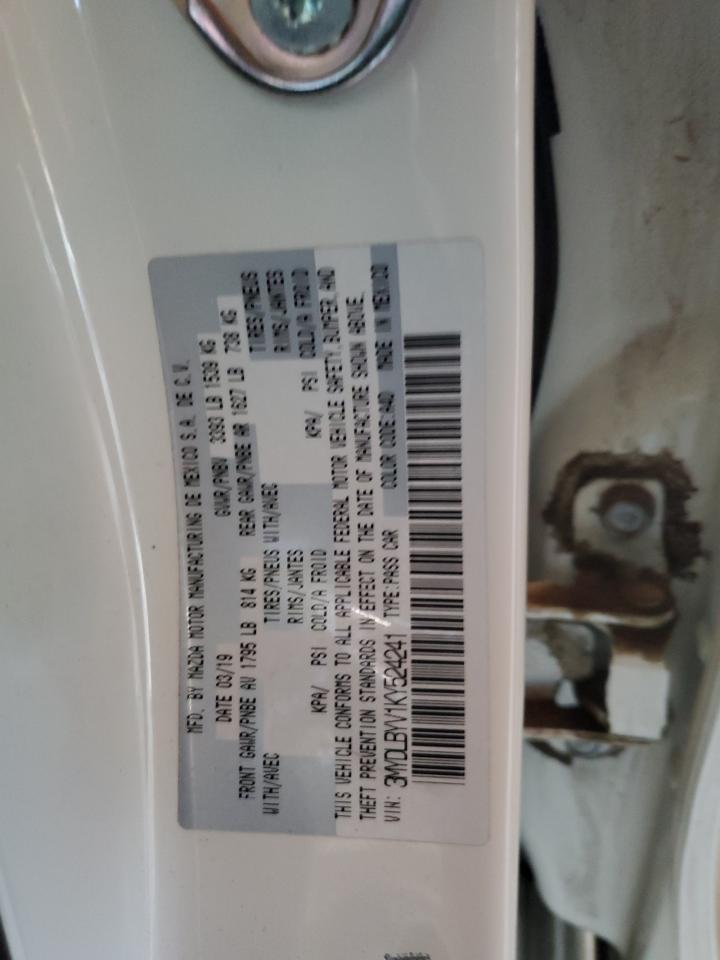 MFD. BY MAZDA MOTOR MANUFACTURING DE MEXICO S.A. DE C.V.
DATE 03/19 GVWR/PNBV 3393 LB 1539 KG
FRONT GAWR/PNBE AV 1795 LB 814 KG REAR GAWR/PNBE AR 1627 LB 738 KG
WITH/AVEC TIRES/PNEUS WITH/AVEC TIRES/PNEUS
RIMS/JANTES RIMS/JANTES
KPA/ PSI COLD/A FROID KPA/ PSI COLD/A FROID
THIS VEHICLE CONFORMS TO ALL APPLICABLE FEDERAL MOTOR VEHICLE SAFETY,BUMPER,AND
THEFT PREVENTION STANDARDS IN EFFECT ON THE DATE OF MANUFACTURE SHOWN ABOVE.
VIN: 3MYDLBYV1KY524241 TYPE:PASS CAR COLOR CODE:A4D MADE IN MEXICO